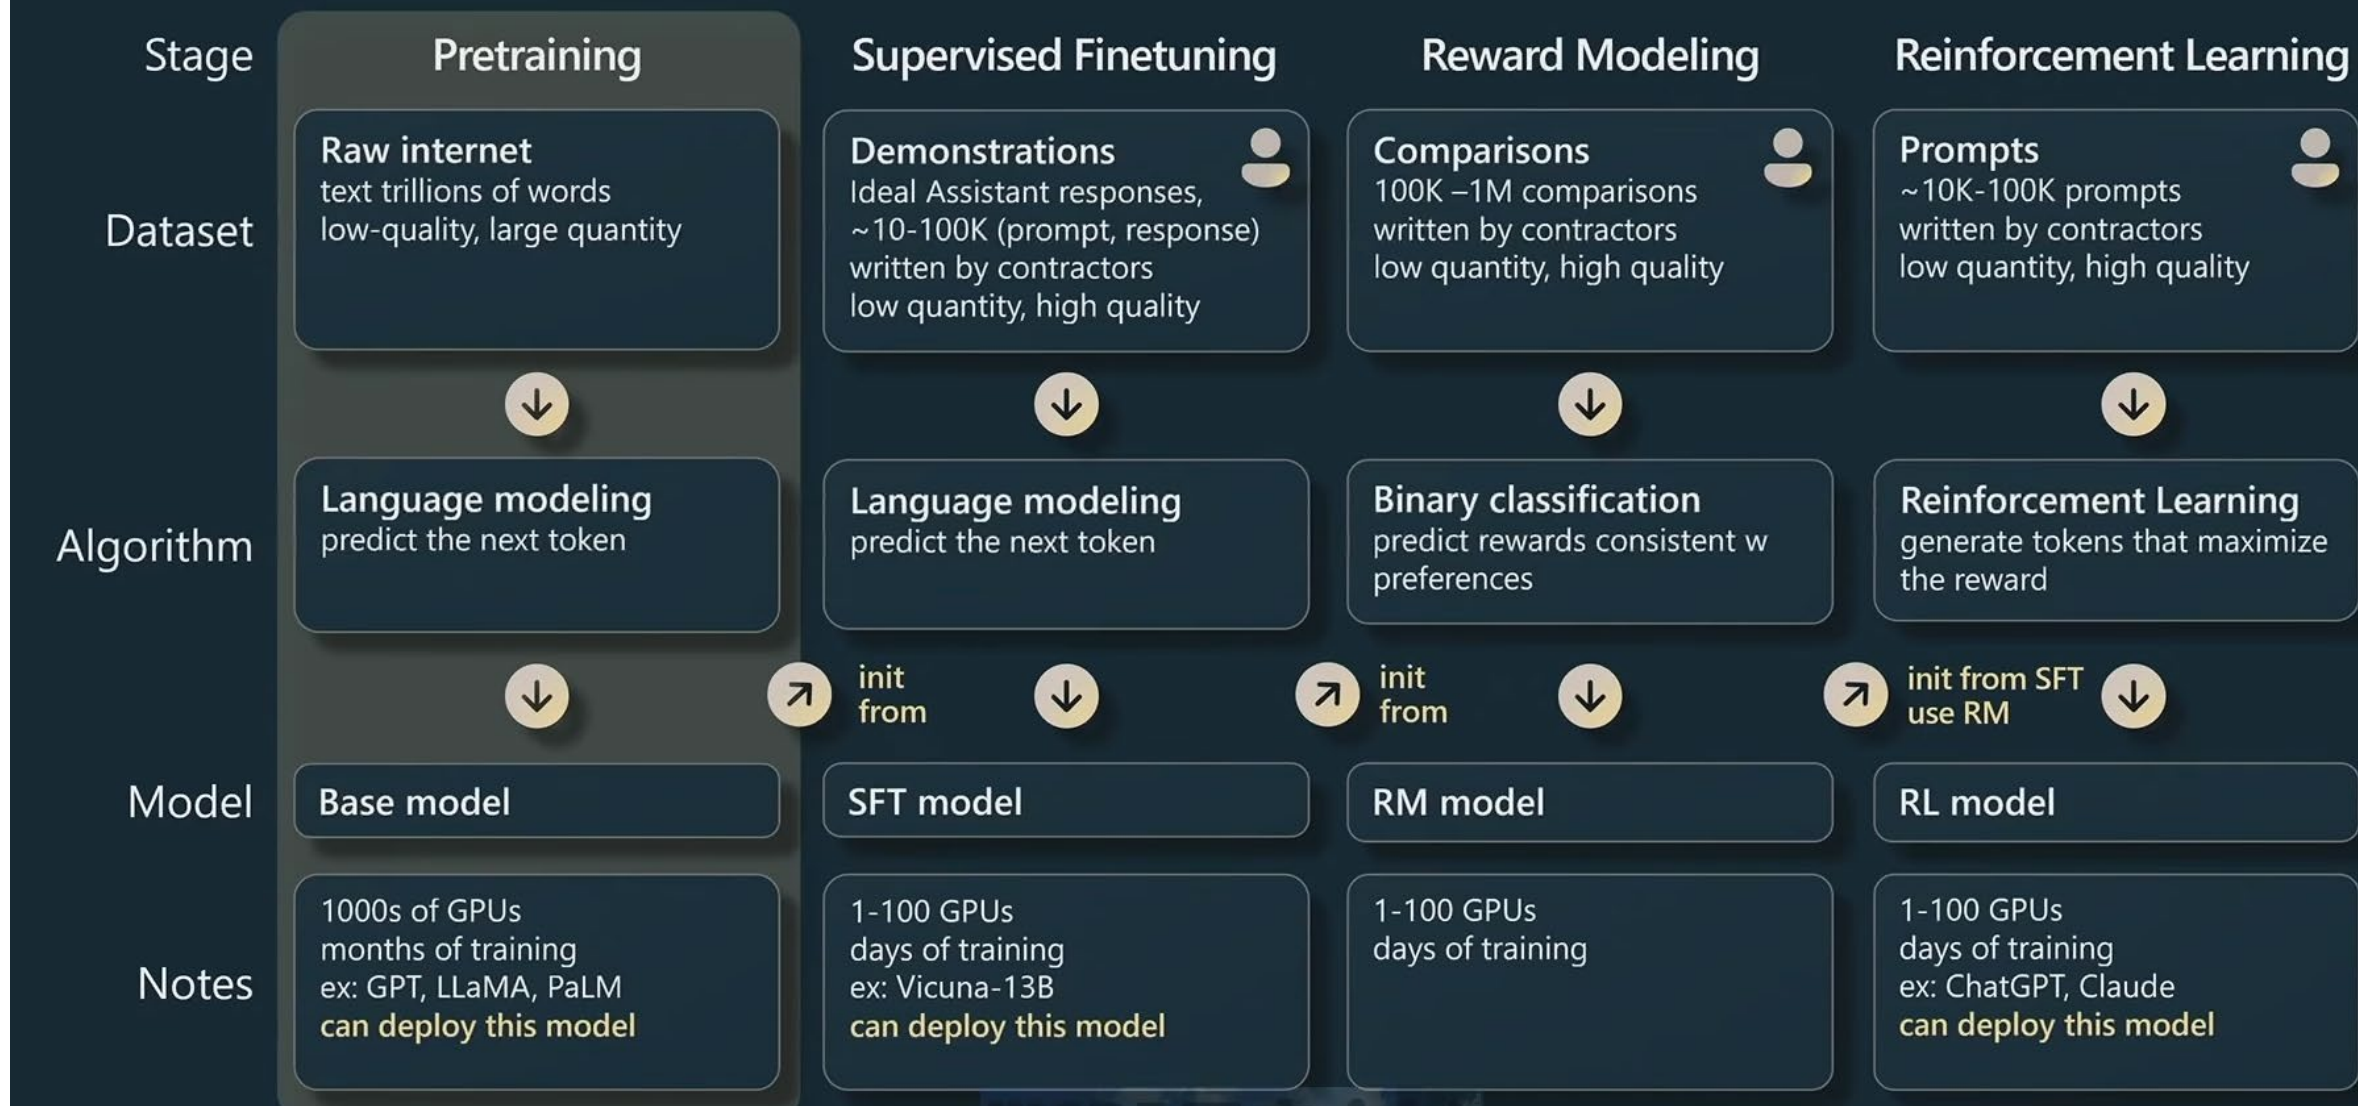 Stage
Pretraining
Supervised Finetuning
Reward Modeling
Reinforcement Learning
Dataset
Raw internet
text trillions of words
low-quality, large quantity
Demonstrations
Ideal Assistant responses,
~10-100K (prompt, response)
written by contractors
low quantity, high quality
Comparisons
100K –1M comparisons
written by contractors
low quantity, high quality
Prompts
~10K-100K prompts
written by contractors
low quantity, high quality
Algorithm
Language modeling
predict the next token
Language modeling
predict the next token
Binary classification
predict rewards consistent w
preferences
Reinforcement Learning
generate tokens that maximize
the reward
init
from
init
from
init from SFT
use RM
Model
Base model
SFT model
RM model
RL model
Notes
1000s of GPUs
months of training
ex: GPT, LLaMA, PaLM
can deploy this model
1-100 GPUs
days of training
ex: Vicuna-13B
can deploy this model
1-100 GPUs
days of training
1-100 GPUs
days of training
ex: ChatGPT, Claude
can deploy this model